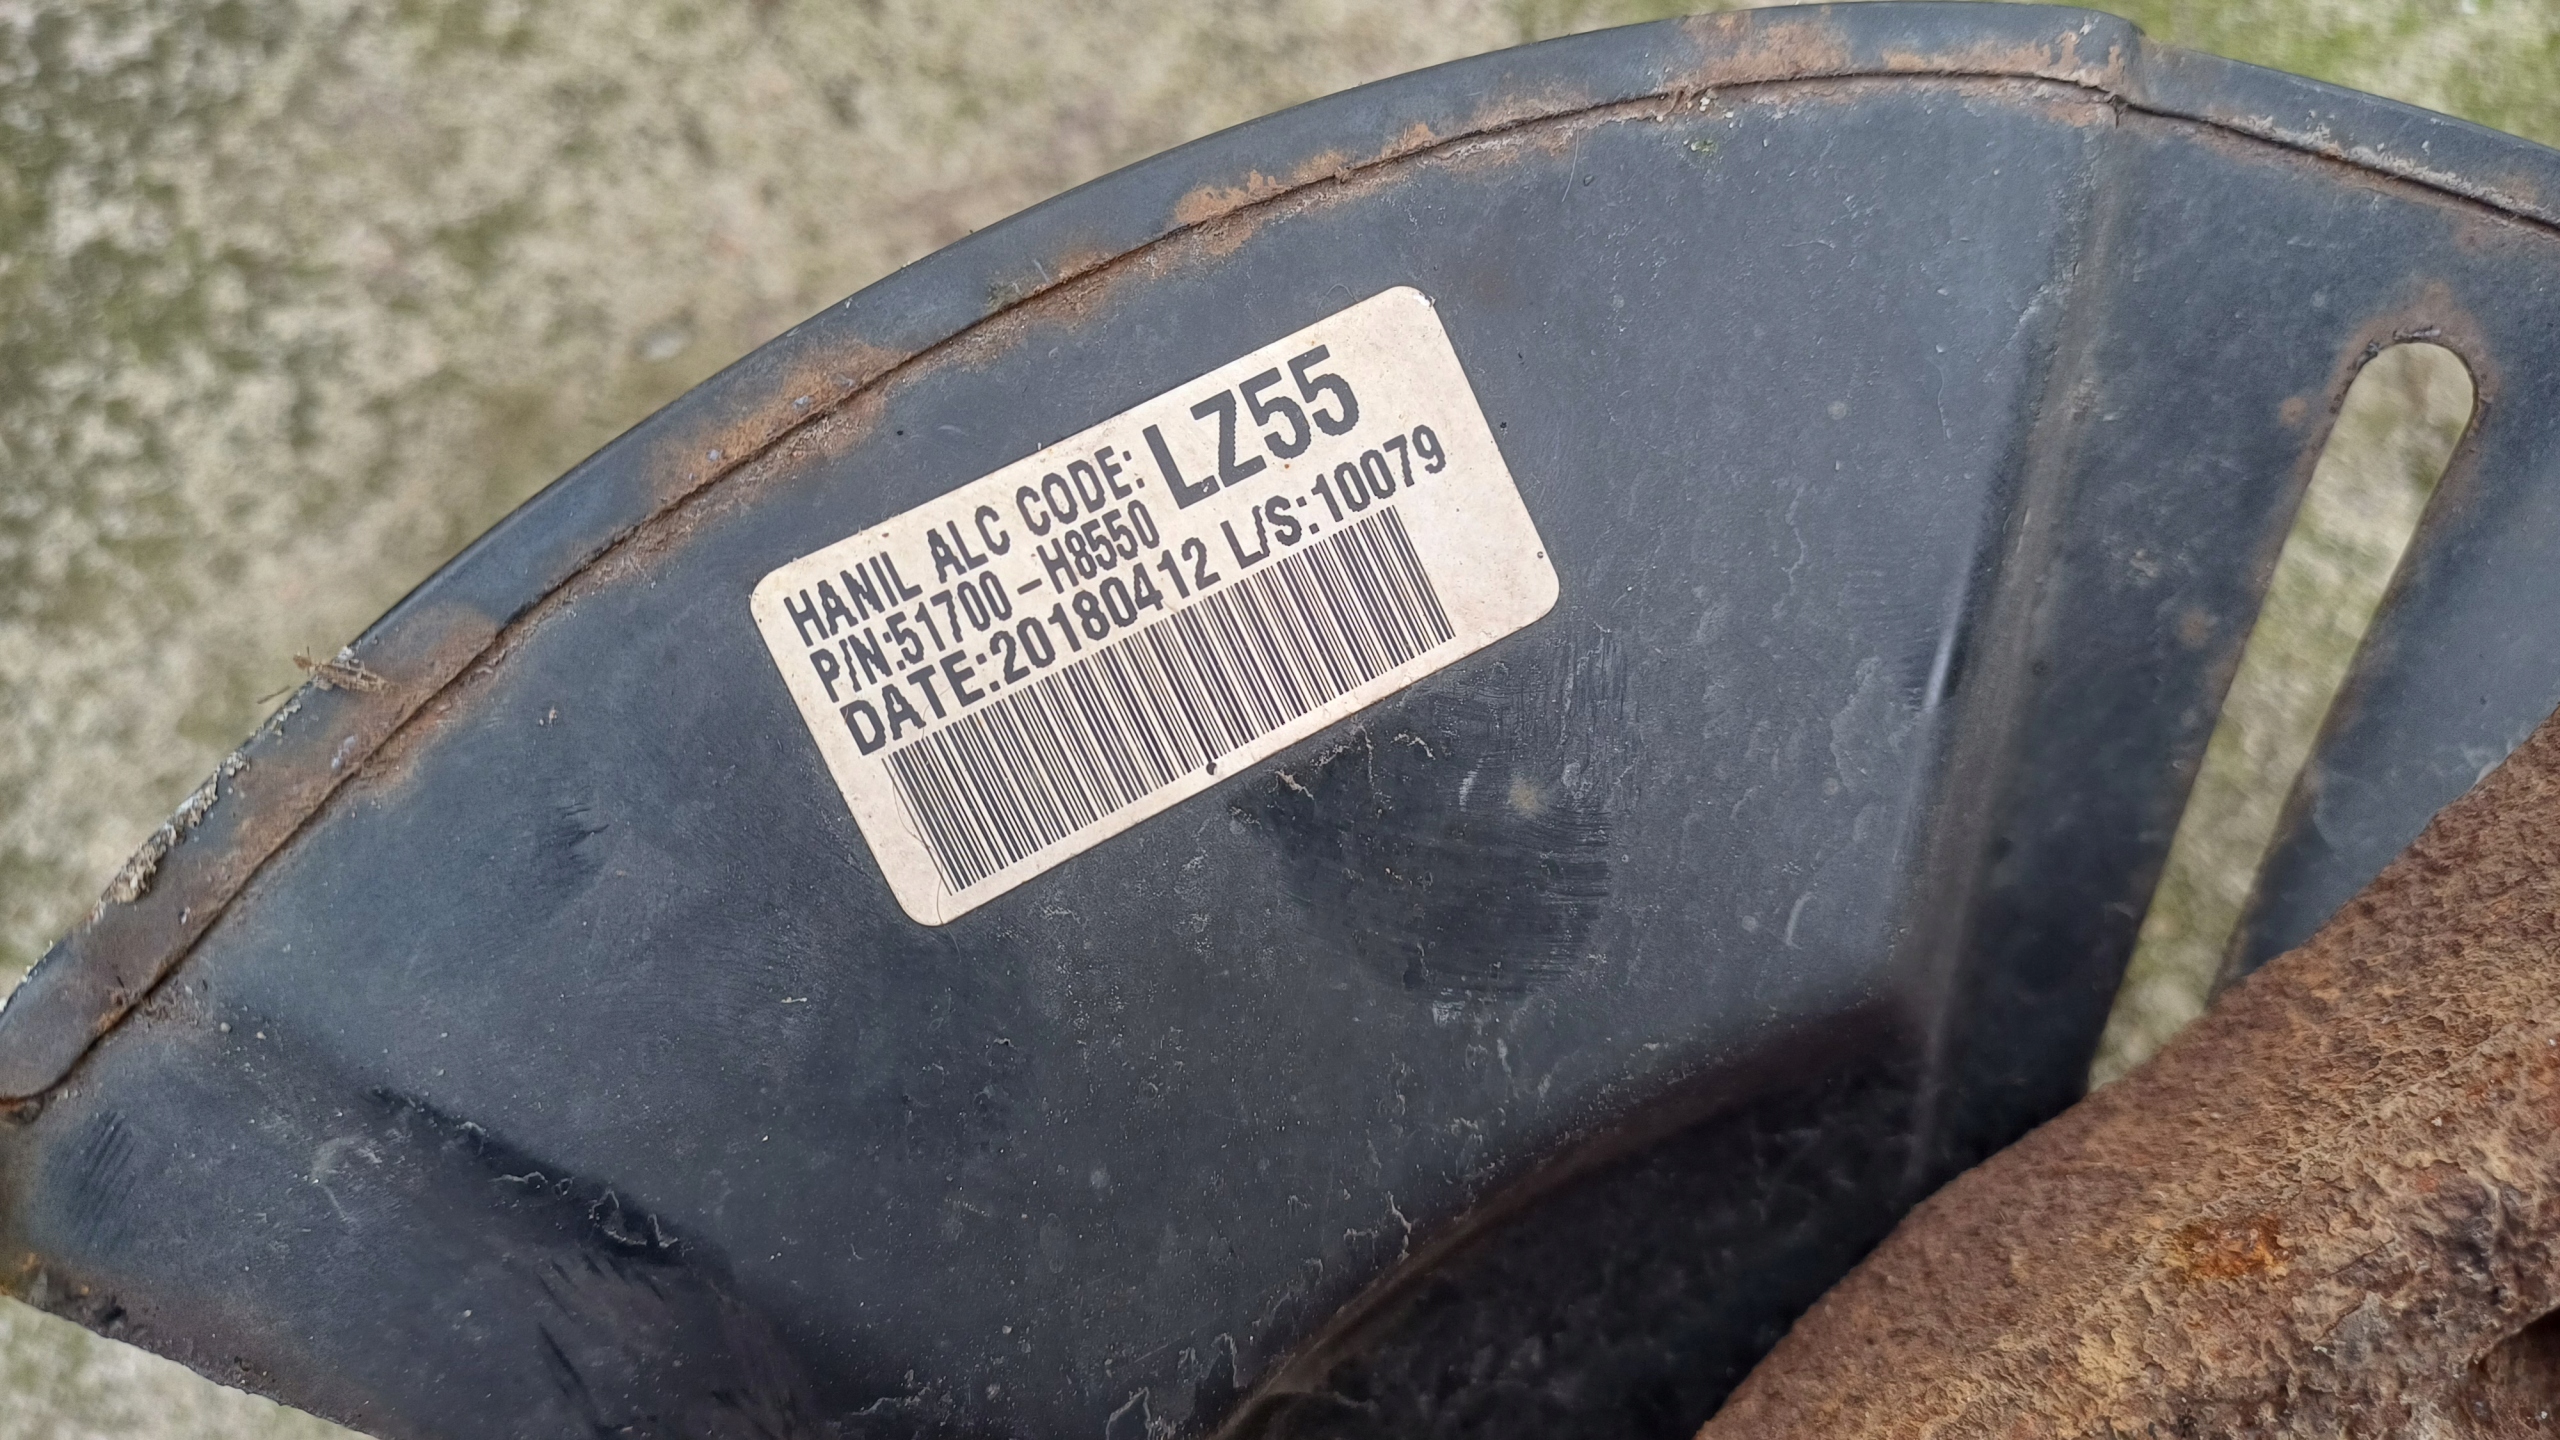 HANIL ALC CODE: LZ55
P/N:51700-H8550
DATE:20180412 L/S:10079